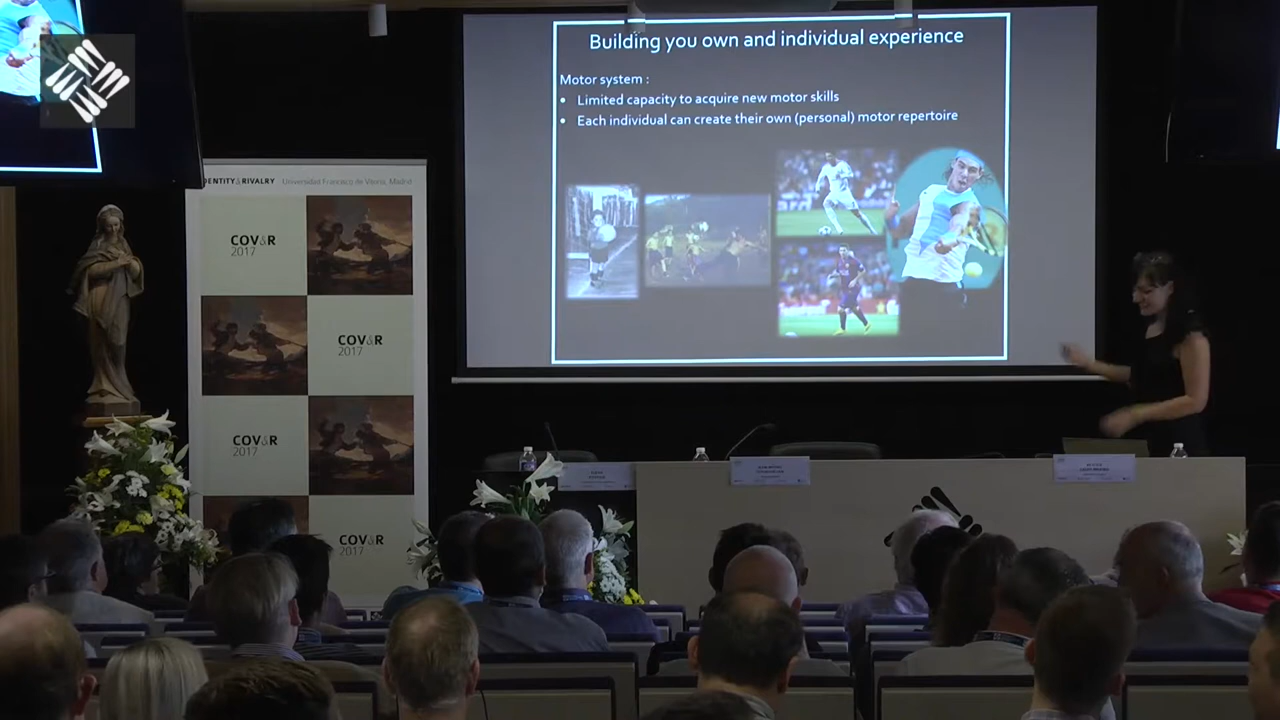 Building you own and individual experience
Motor system :
• Limited capacity to acquire new motor skills
• Each individual can create their own (personal) motor repertoire
IDENTITY & RIVALRY Universidad Francisco de Vitoria, Madrid
COV&R
2017
COV&R
2017
COV&R
2017
COV&R
2017